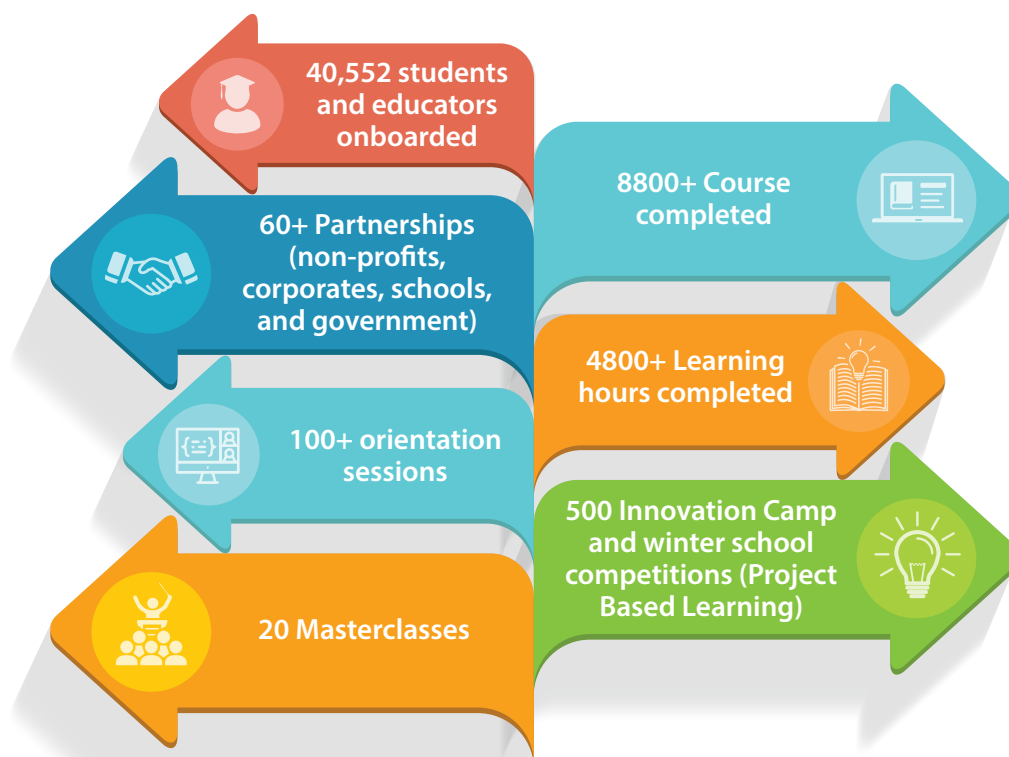 40,552 students
and educators
onboarded
8800+ Course
completed
60+ Partnerships
(non-profits,
corporates, schools,
and government)
4800+ Learning
hours completed
100+ orientation
sessions
500 Innovation Camp
and winter school
competitions (Project
Based Learning)
20 Masterclasses